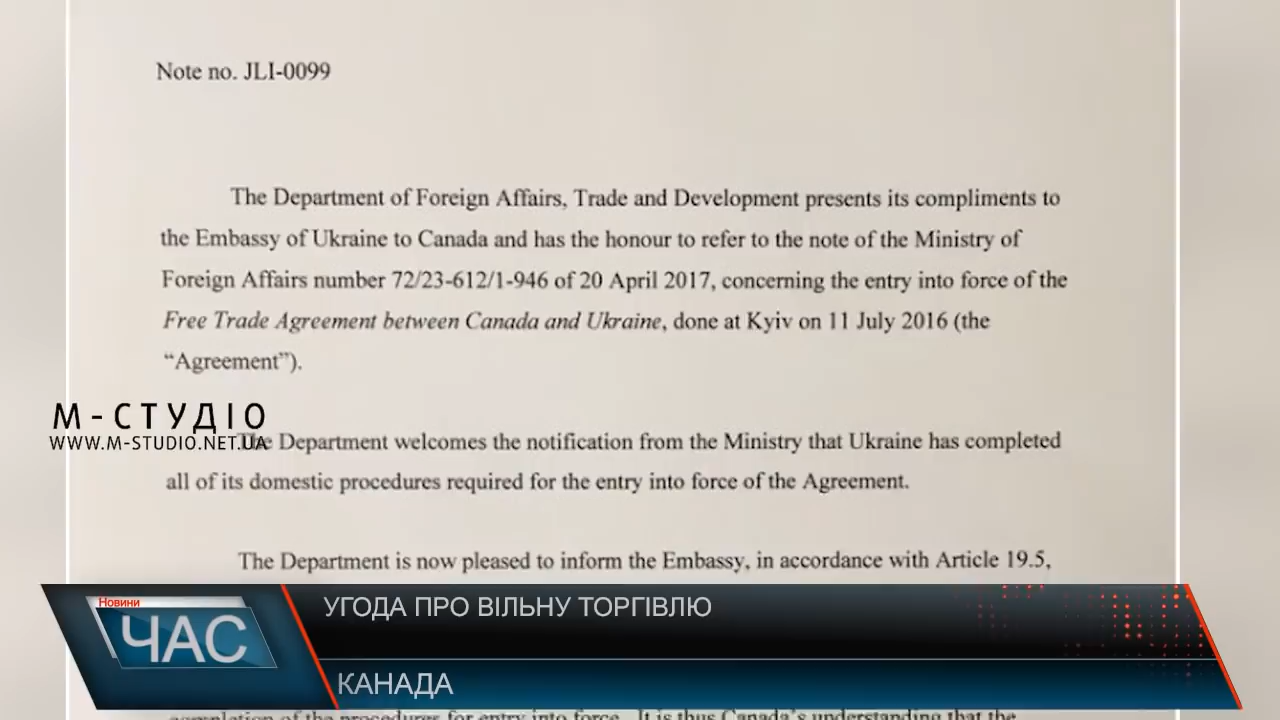 Note no. JLI-0099
The Department of Foreign Affairs, Trade and Development presents its compliments to
the Embassy of Ukraine to Canada and has the honour to refer to the note of the Ministry of
Foreign Affairs number 72/23-612/1-946 of 20 April 2017, concerning the entry into force of the
Free Trade Agreement between Canada and Ukraine, done at Kyiv on 11 July 2016 (the
“Agreement”).
М-СТУДІО
WWW.M-STUDIO.NET.UA
The Department welcomes the notification from the Ministry that Ukraine has completed
all of its domestic procedures required for the entry into force of the Agreement.
The Department is now pleased to inform the Embassy, in accordance with Article 19.5,
Новини
ЧАС
УГОДА ПРО ВІЛЬНУ ТОРГІВЛЮ
КАНАДА
completion of the procedures for entry into force. It is thus Canada's understanding that the